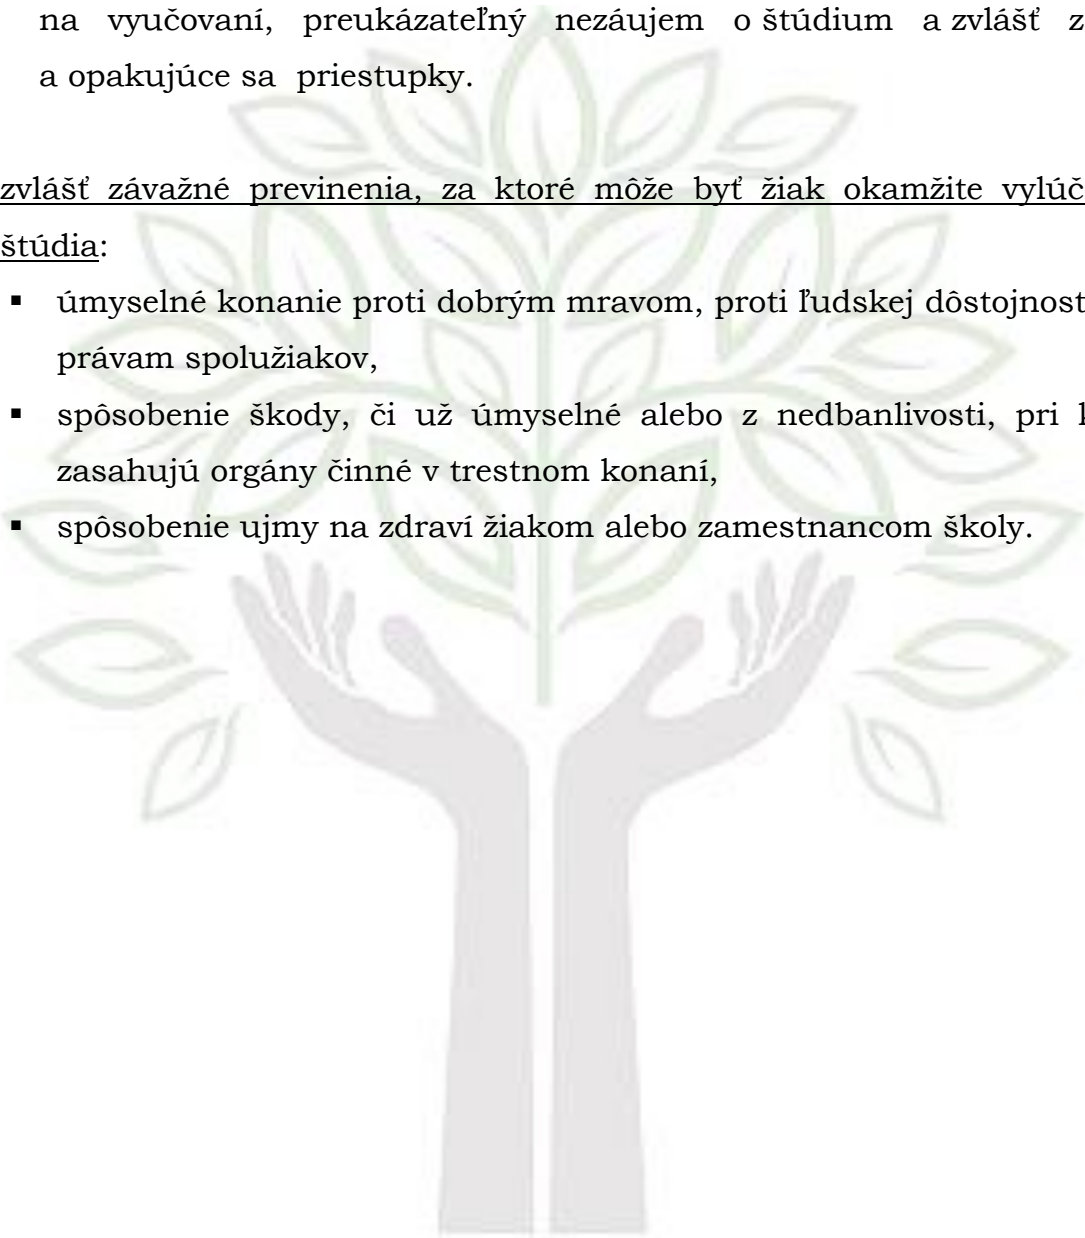 na vyučovaní, preukázateľný nezáujem o štúdium a zvlášť z
a opakujúce sa priestupky.
zvlášť závažné previnenia, za ktoré môže byť žiak okamžite vylúč
štúdia:
▪ úmyselné konanie proti dobrým mravom, proti ľudskej dôstojnost
právam spolužiakov,
▪ spôsobenie škody, či už úmyselné alebo z nedbanlivosti, pri k
zasahujú orgány činné v trestnom konaní,
▪ spôsobenie ujmy na zdraví žiakom alebo zamestnancom školy.